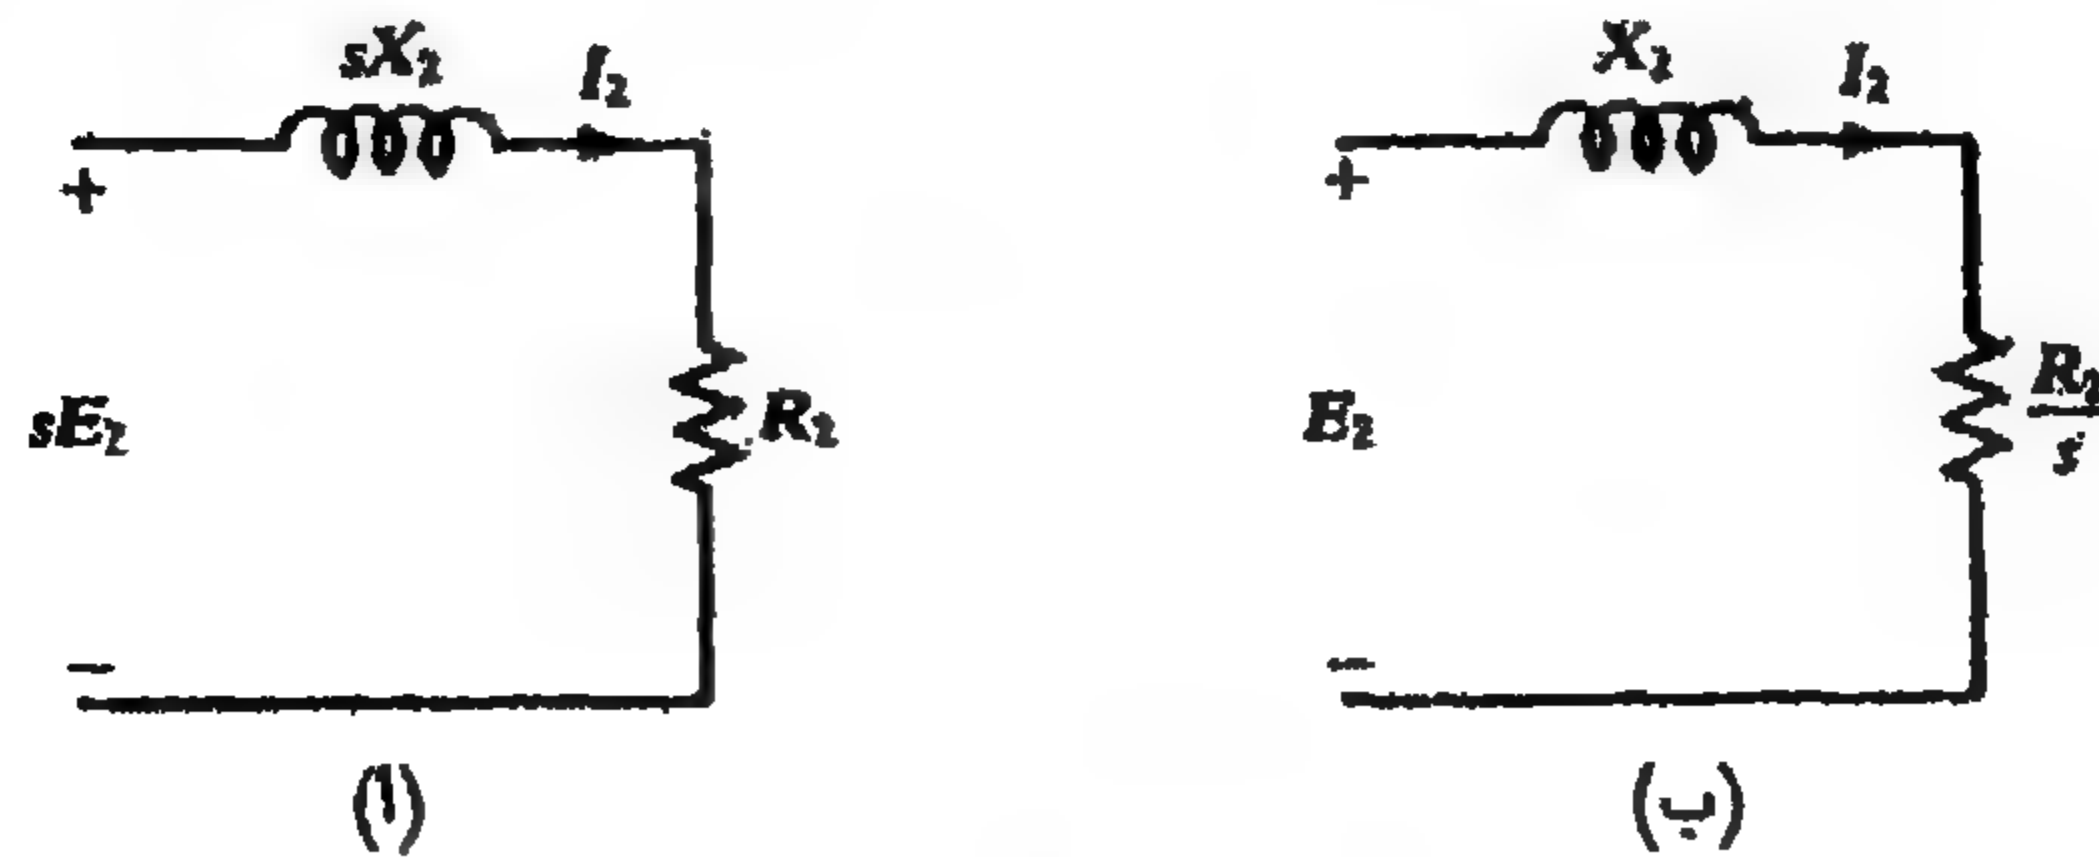 sX₂ I₂
+
sE₂ R₂
−
(أ)
X₂ I₂
+
E₂ R₂/s
−
(ب)